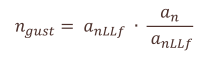 n_gust = a_nLLf · a_n / a_nLLf